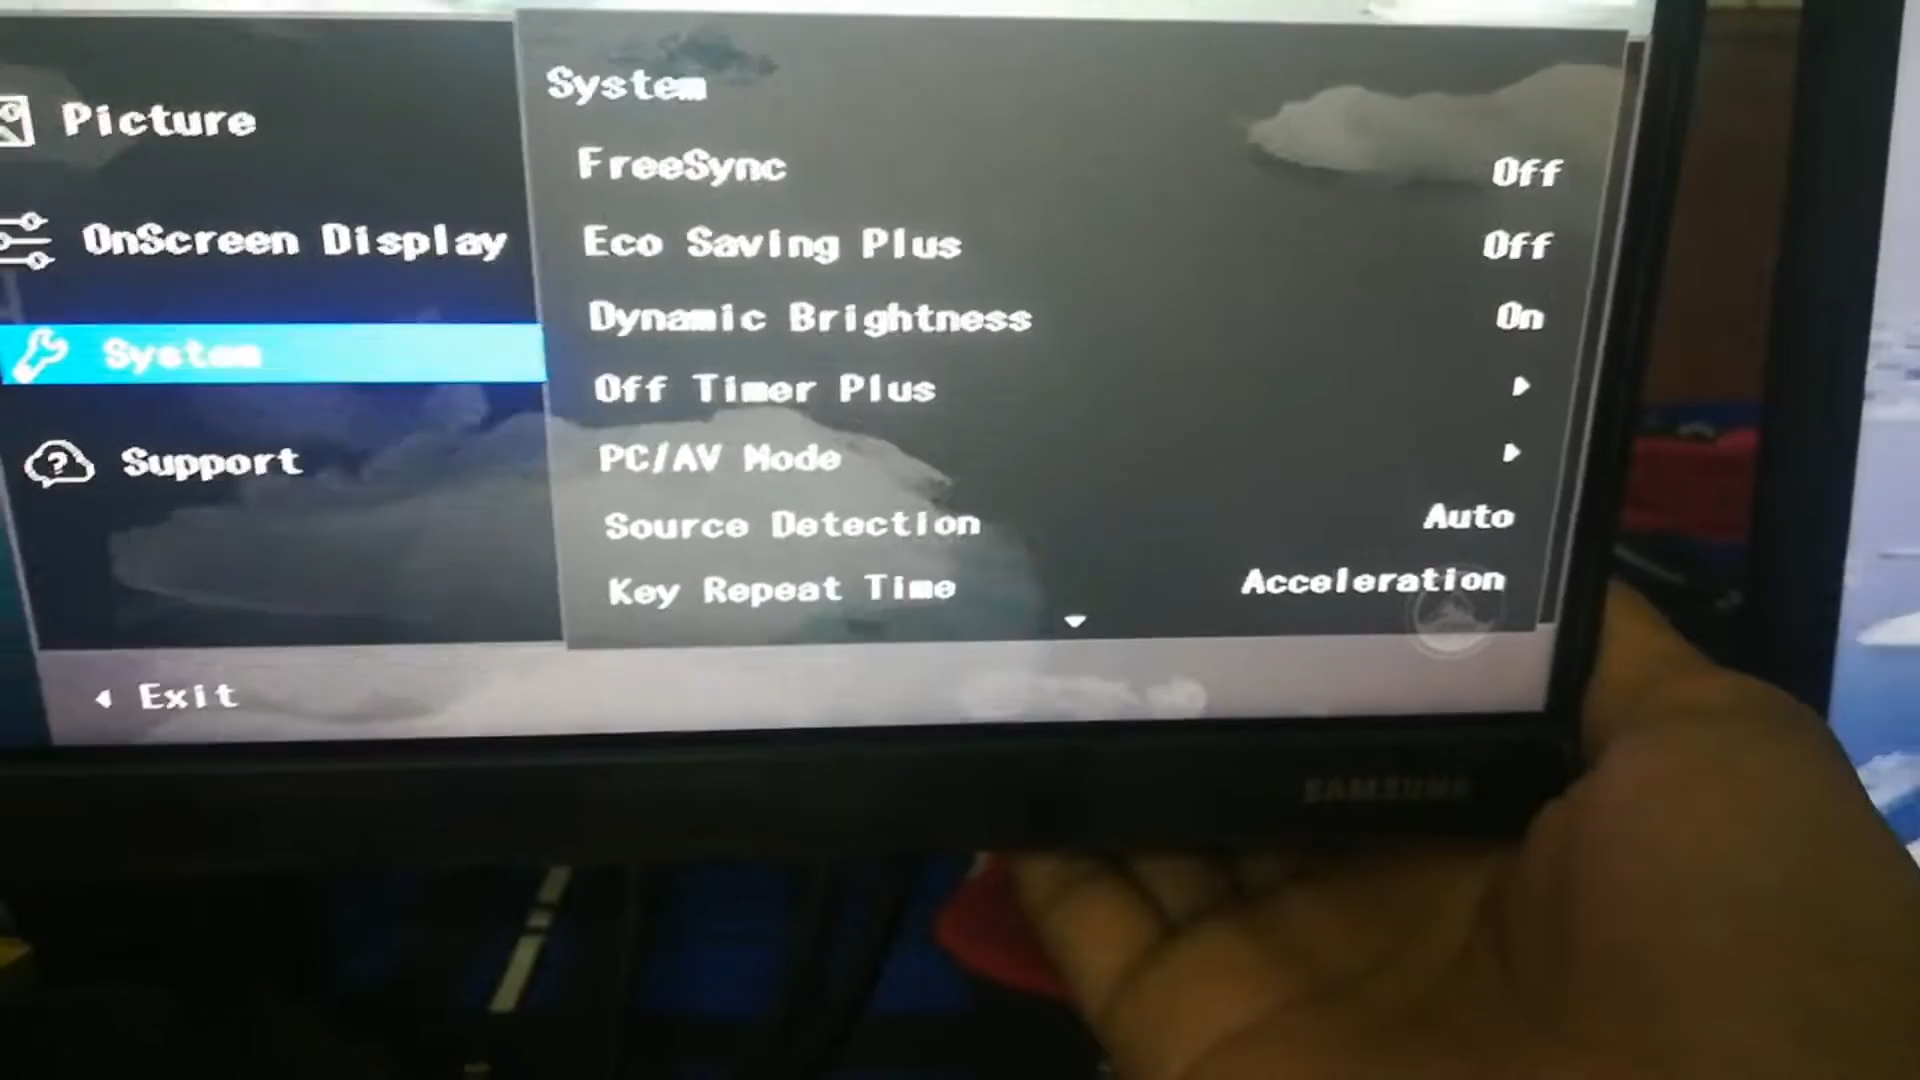 Picture
OnScreen Display
System
Support
Exit
System
FreeSync Off
Eco Saving Plus Off
Dynamic Brightness On
Off Timer Plus
PC/AV Mode
Source Detection Auto
Key Repeat Time Acceleration
SAMSUNG